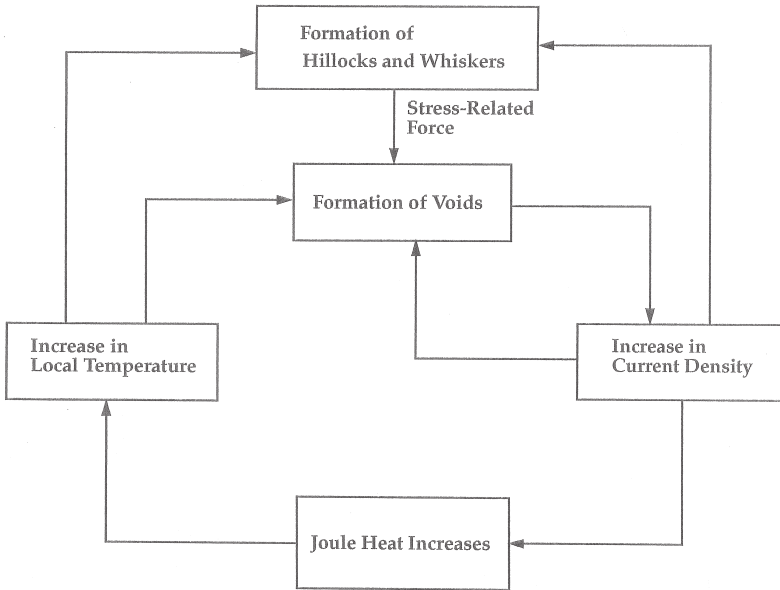 Formation of
Hillocks and Whiskers
Stress-Related
Force
Formation of Voids
Increase in
Local Temperature
Increase in
Current Density
Joule Heat Increases